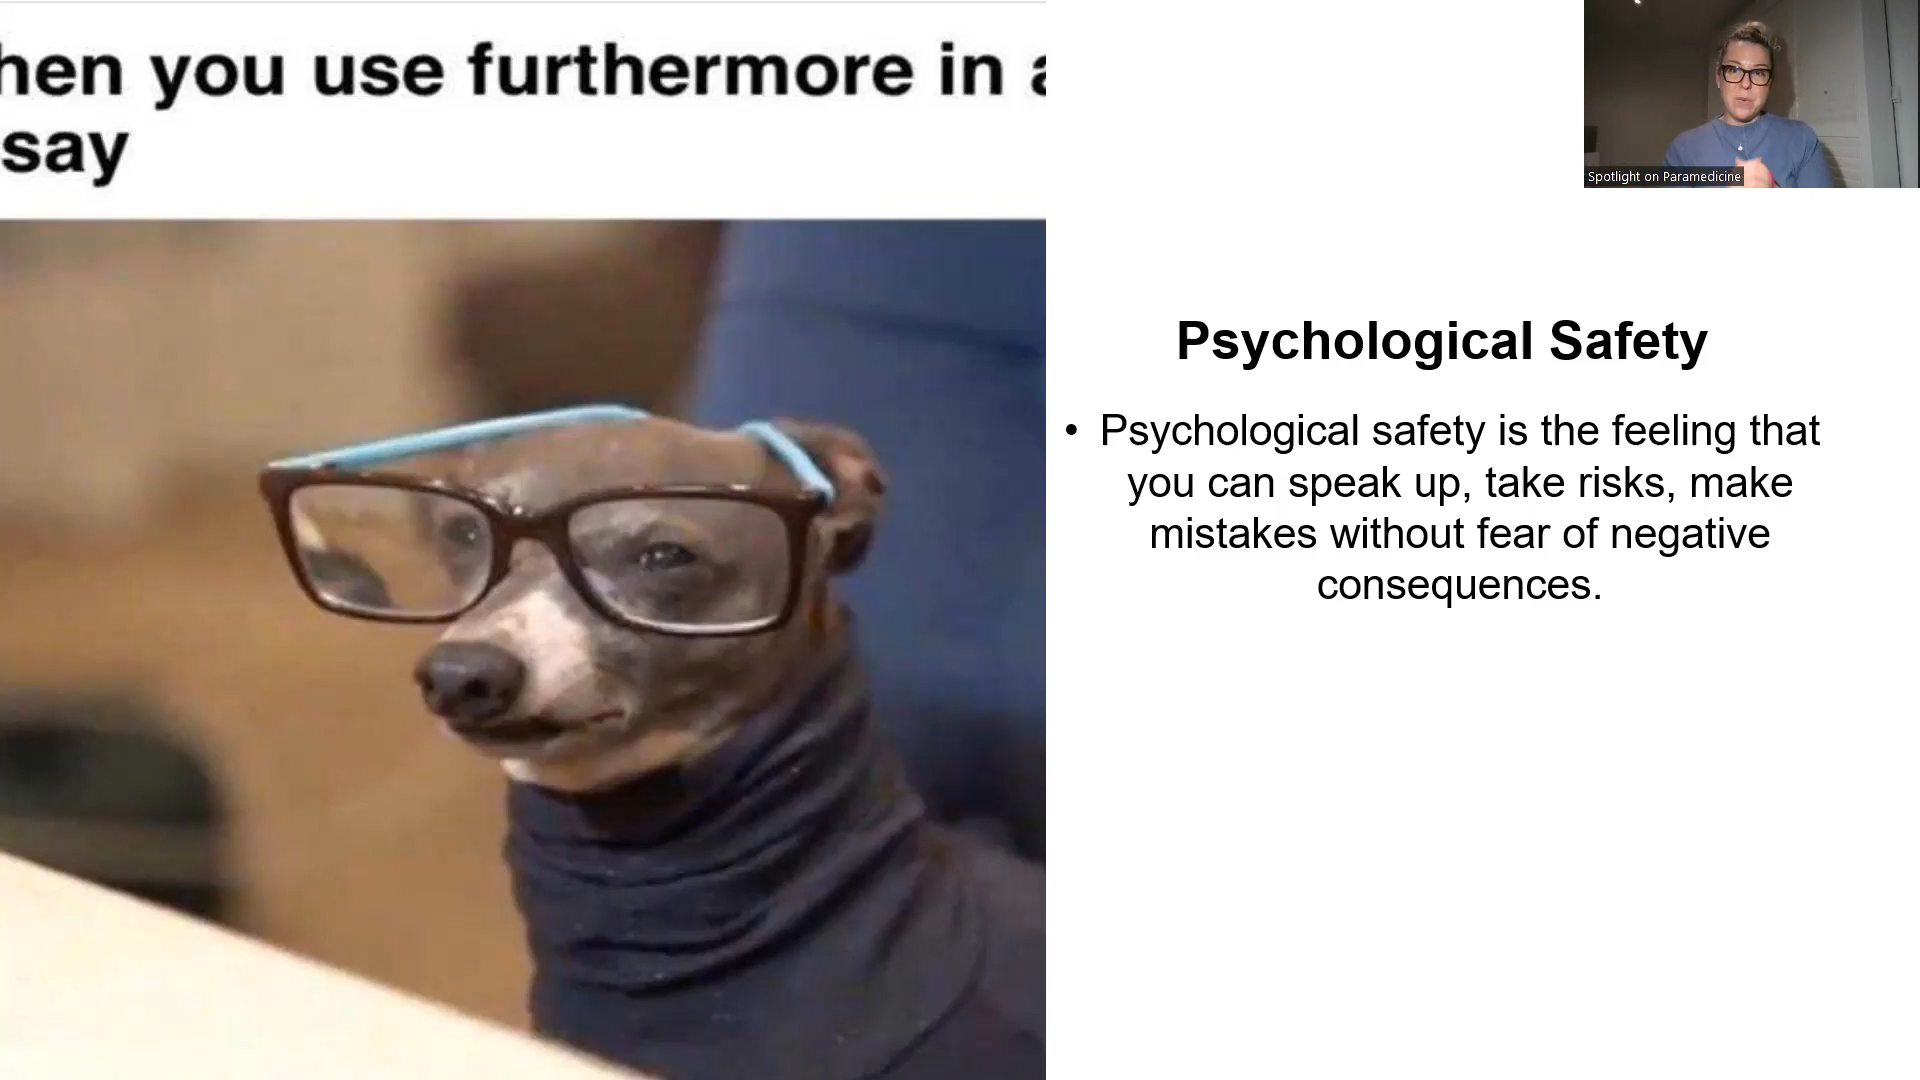 hen you use furthermore in a
say
Spotlight on Paramedicine
Psychological Safety
• Psychological safety is the feeling that
you can speak up, take risks, make
mistakes without fear of negative
consequences.